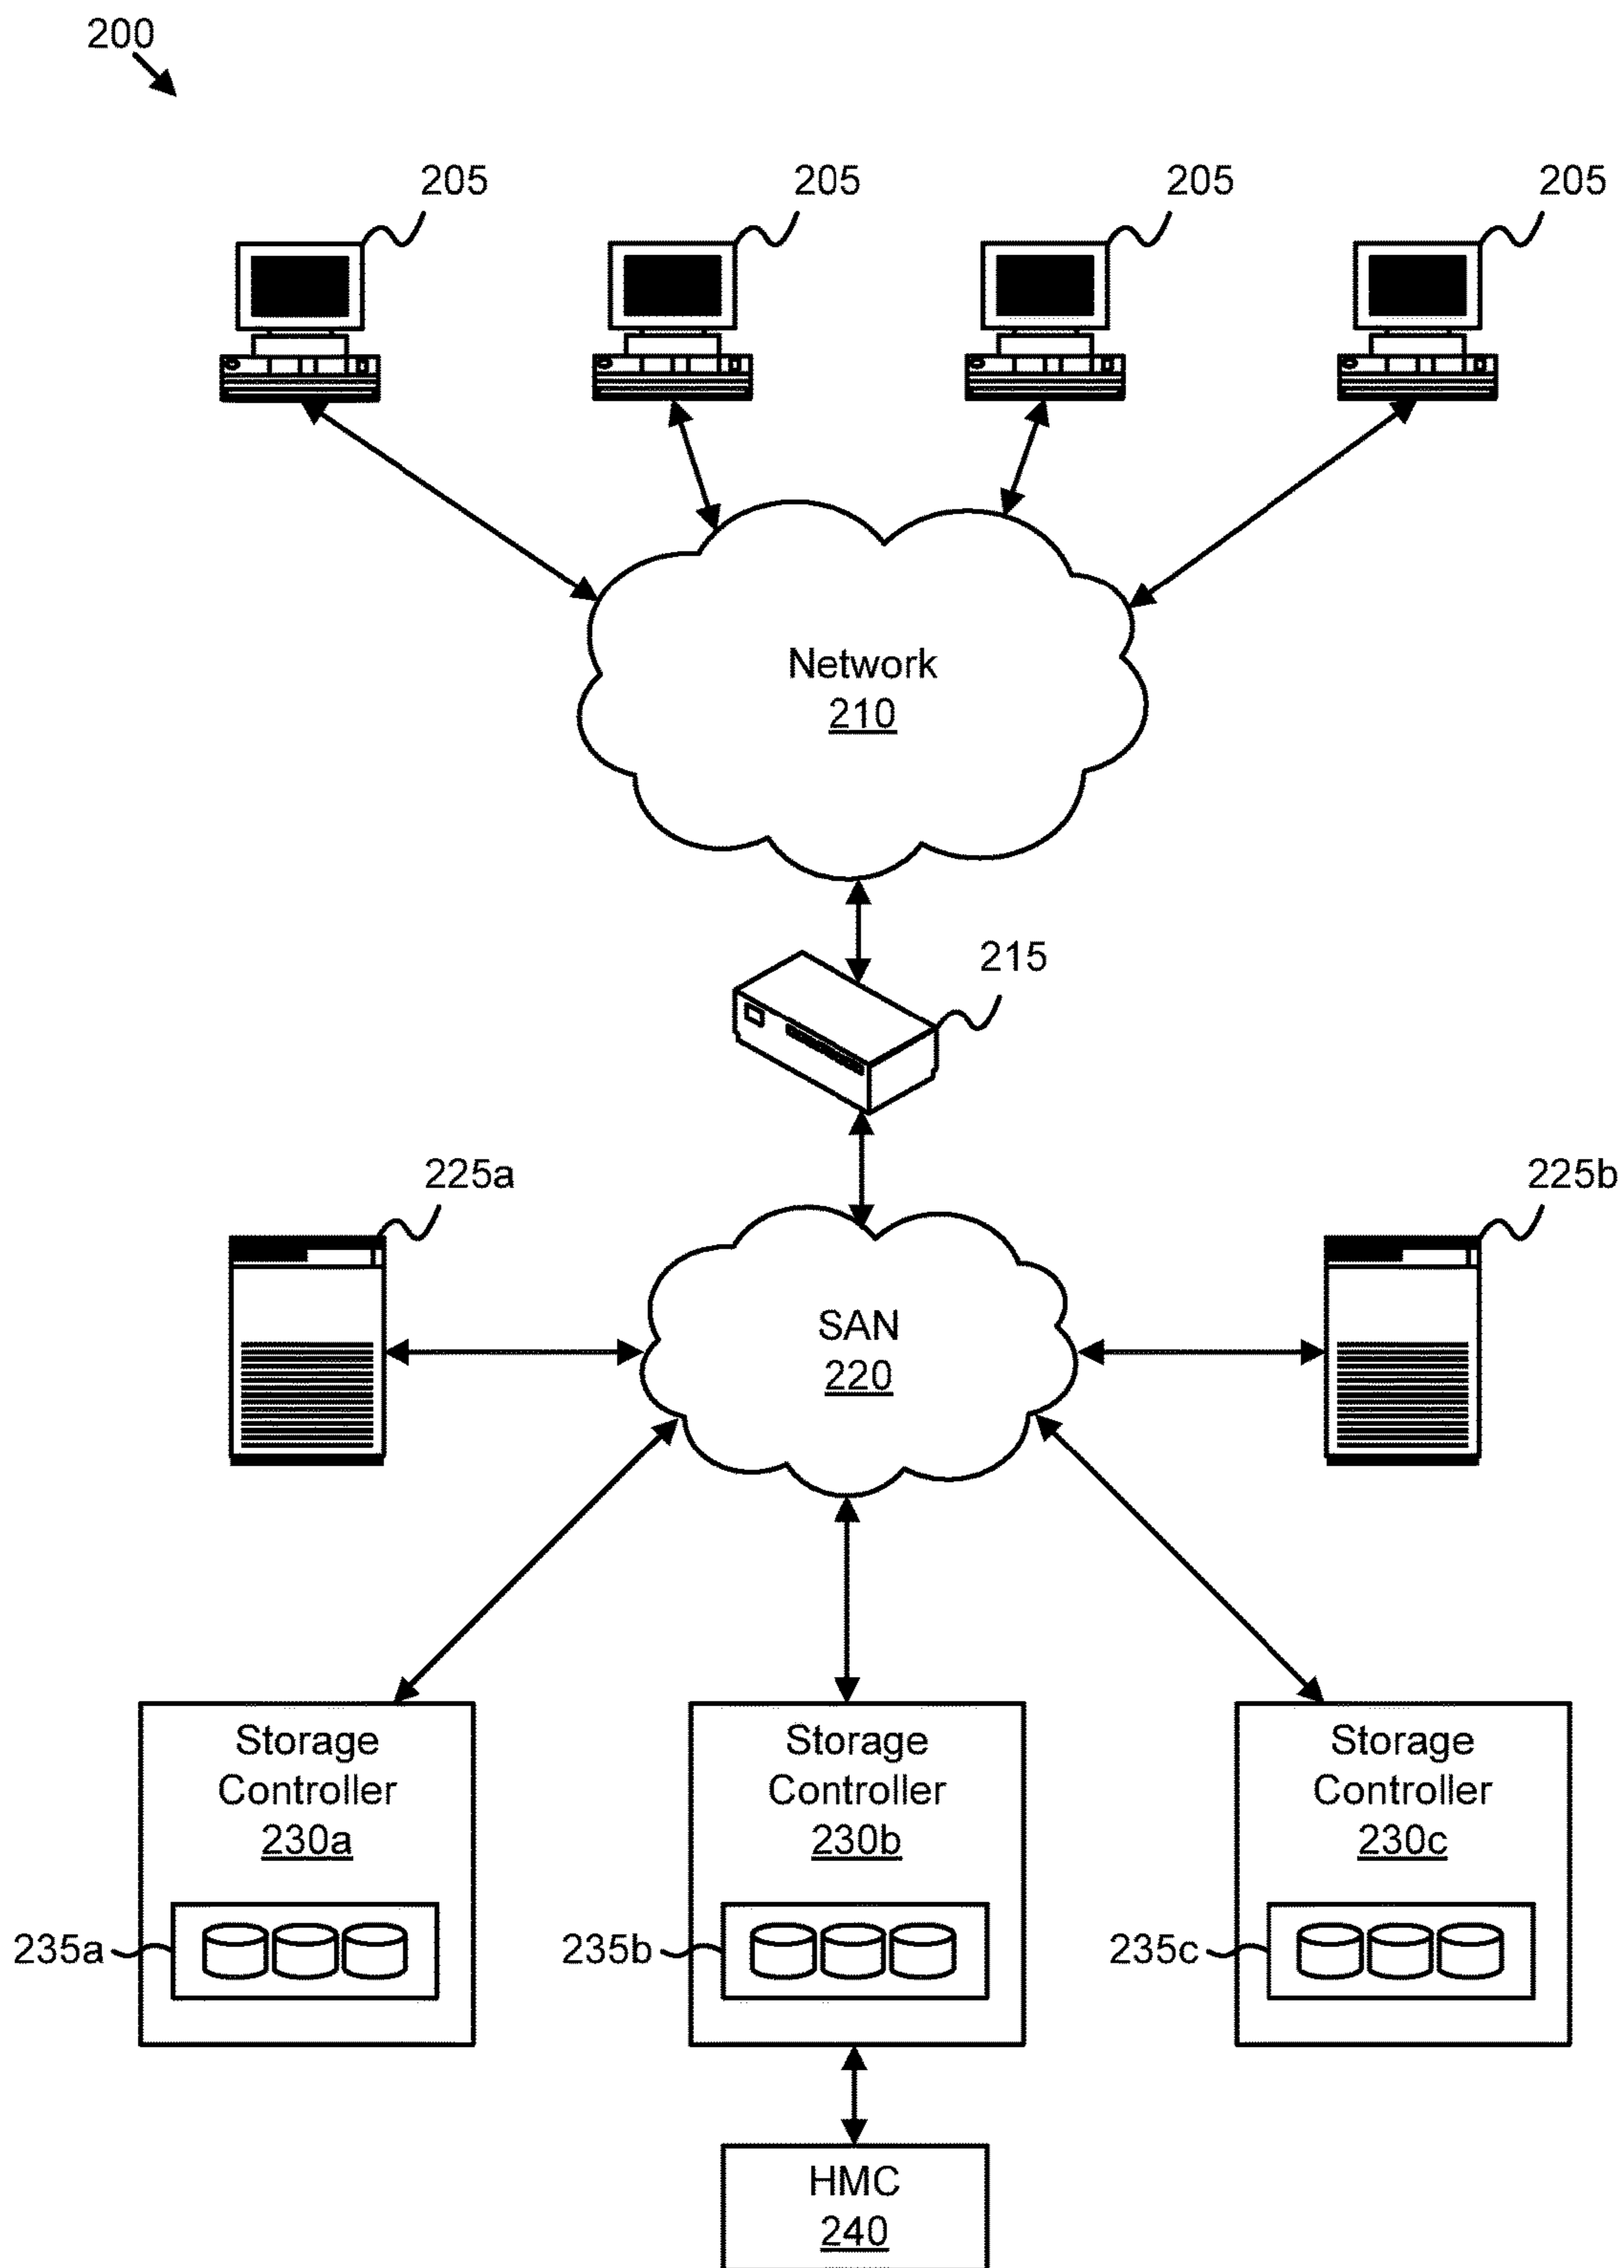 200
205
205
205
205
Network
210
215
225a
225b
SAN
220
Storage
Controller
230a
Storage
Controller
230b
Storage
Controller
230c
235a
235b
235c
HMC
240